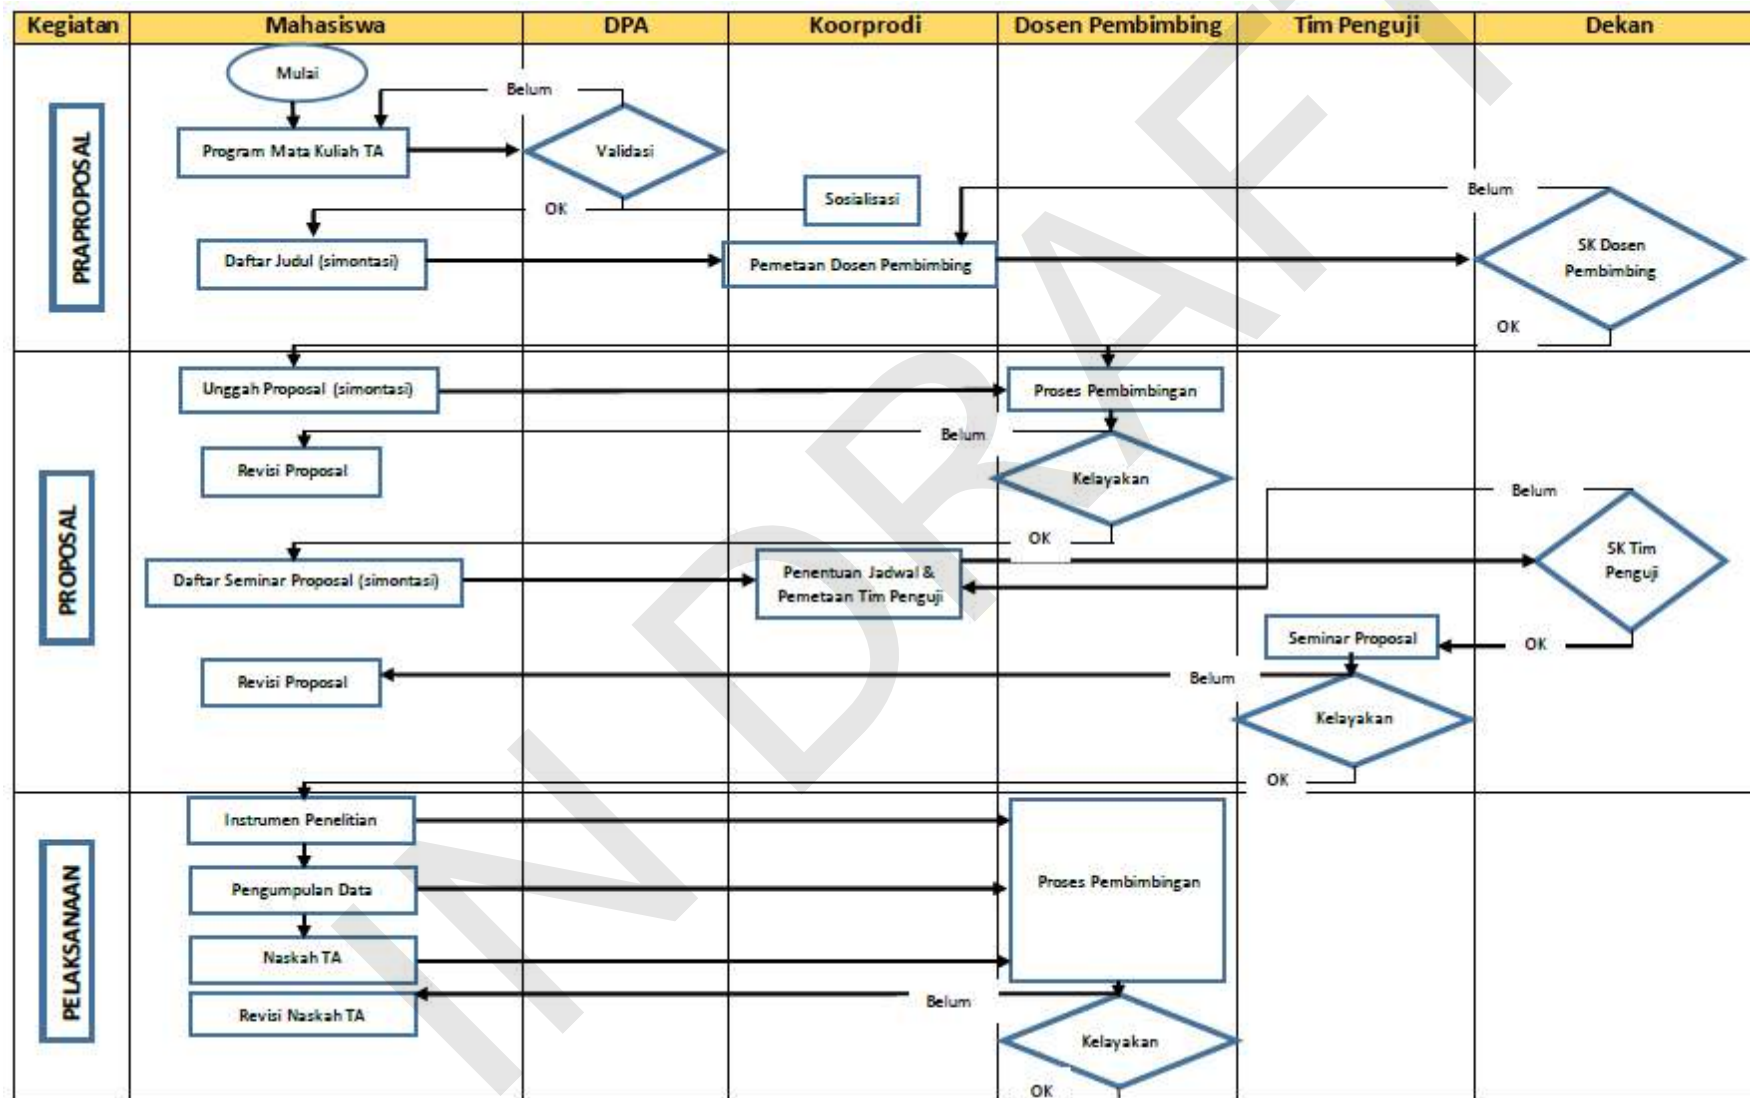 Kegiatan Mahasiswa DPA Koorprodi Dosen Pembimbing Tim Penguji Dekan
PRAPROPOSAL
Mulai
Belum
Program Mata Kuliah TA
Validasi
Sosialisasi
Belum
OK
Daftar Judul (simontasi)
Pemetaan Dosen Pembimbing
SK Dosen
Pembimbing
OK
PROPOSAL
Unggah Proposal (simontasi)
Proses Pembimbingan
Belum
Revisi Proposal
Kelayakan
Belum
OK
Daftar Seminar Proposal (simontasi)
Penentuan Jadwal &
Pemetaan Tim Penguji
SK Tim
Penguji
Seminar Proposal
OK
Revisi Proposal
Belum
Kelayakan
OK
PELAKSANAAN
Instrumen Penelitian
Pengumpulan Data
Proses Pembimbingan
Naskah TA
Revisi Naskah TA
Belum
Kelayakan
OK
IN DRAFT